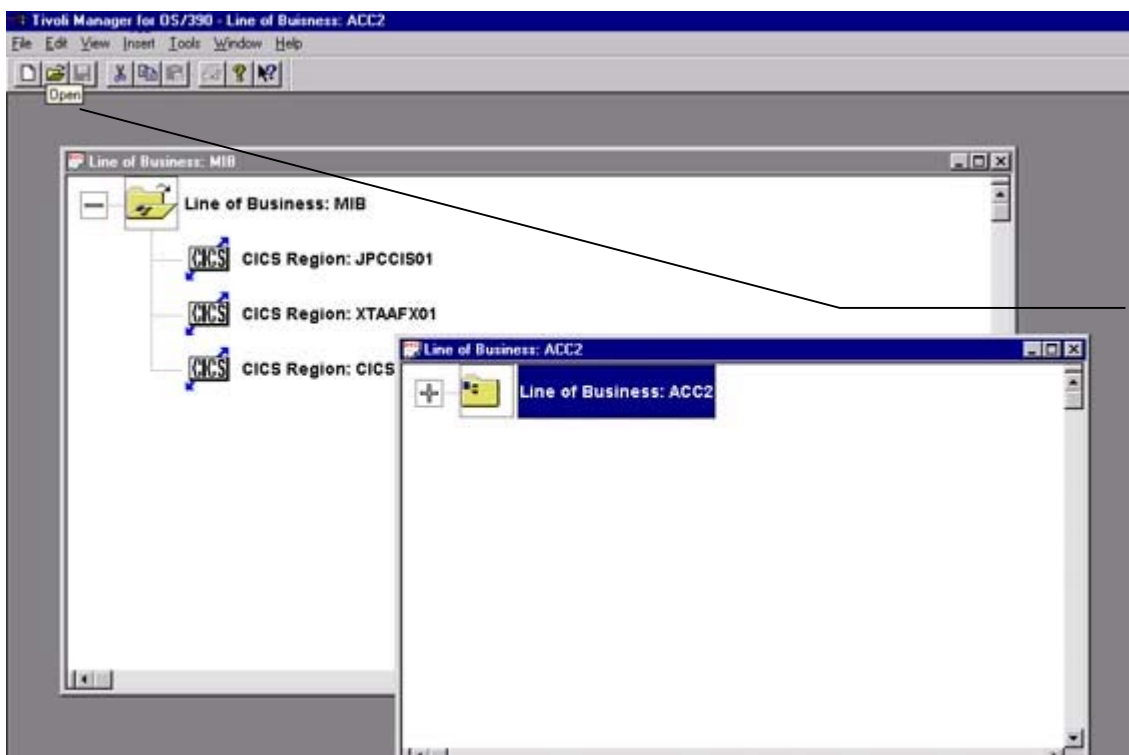 Tivoli Manager for OS/390 - Line of Buisness: ACC2
File Edit View Insert Tools Window Help
Open
Line of Business: MIB
Line of Business: MIB
CICS CICS Region: JPCCIS01
CICS CICS Region: XTAAFX01
CICS CICS Region: CICS
Line of Business: ACC2
Line of Business: ACC2